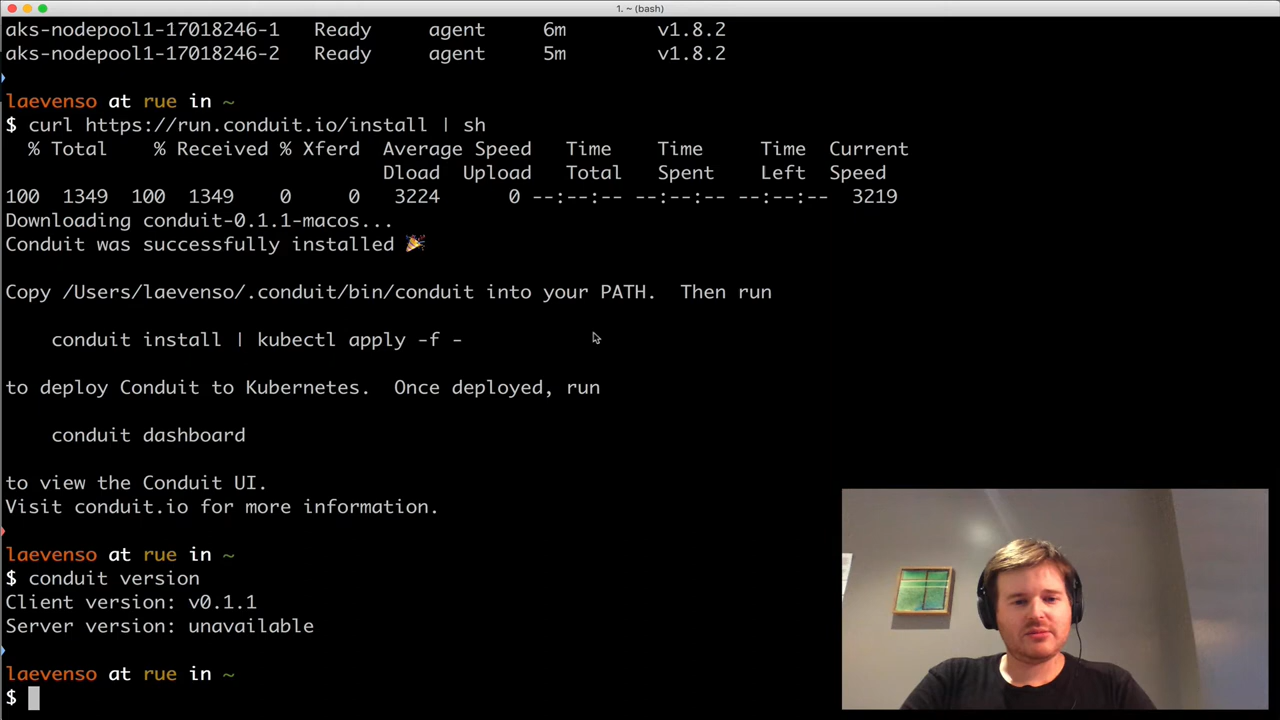 1. ~ (bash)
aks-nodepool1-17018246-1   Ready   agent   6m   v1.8.2
aks-nodepool1-17018246-2   Ready   agent   5m   v1.8.2
laevenso at rue in ~
$ curl https://run.conduit.io/install | sh
% Total   % Received % Xferd   Average Speed   Time   Time   Time   Current
Dload   Upload   Total   Spent   Left   Speed
100  1349  100  1349   0   0   3224   0 --:--:-- --:--:-- --:--:--  3219
Downloading conduit-0.1.1-macos...
Conduit was successfully installed 🎉
Copy /Users/laevenso/.conduit/bin/conduit into your PATH.  Then run
conduit install | kubectl apply -f -
to deploy Conduit to Kubernetes.  Once deployed, run
conduit dashboard
to view the Conduit UI.
Visit conduit.io for more information.
laevenso at rue in ~
$ conduit version
Client version: v0.1.1
Server version: unavailable
laevenso at rue in ~
$